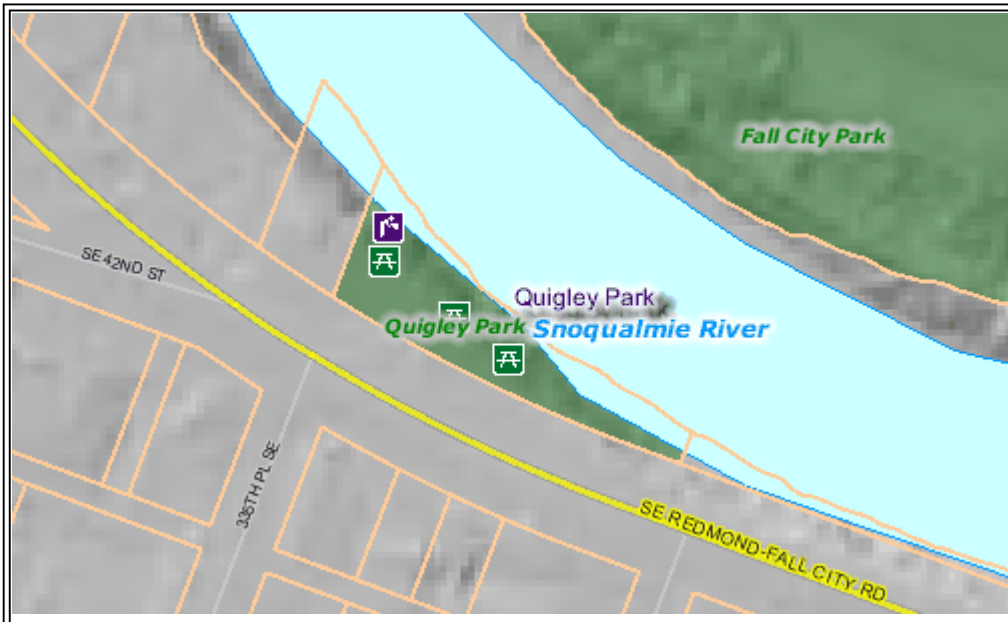 Fall City Park
SE 42ND ST
Quigley Park
Quigley Park
Snoqualmie River
335TH PL SE
SE REDMOND-FALL CITY RD